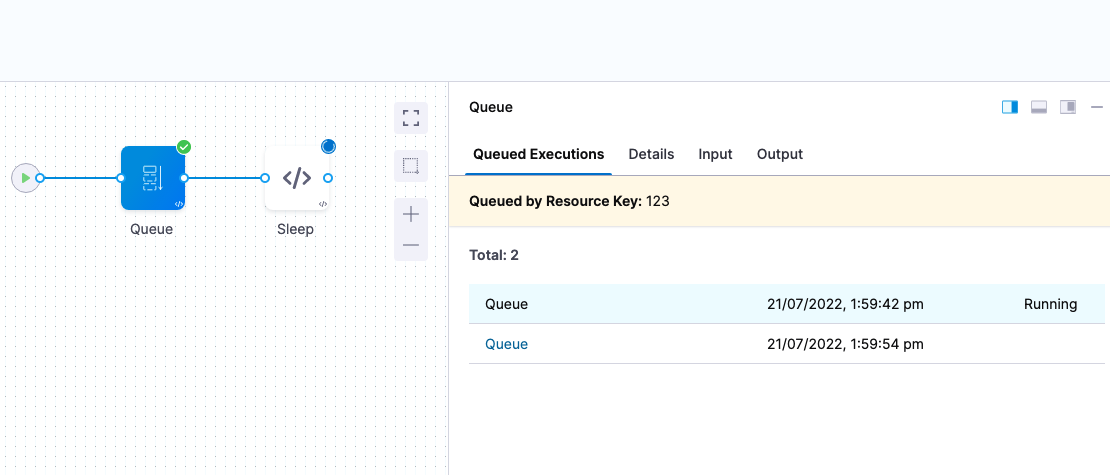 Queue
Sleep
Queue
Queued Executions Details Input Output
Queued by Resource Key: 123
Total: 2
Queue 21/07/2022, 1:59:42 pm Running
Queue 21/07/2022, 1:59:54 pm